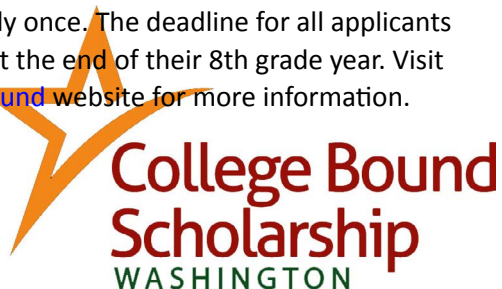 ly once. The deadline for all applicants
t the end of their 8th grade year. Visit
und website for more information.
College Bound
Scholarship
WASHINGTON